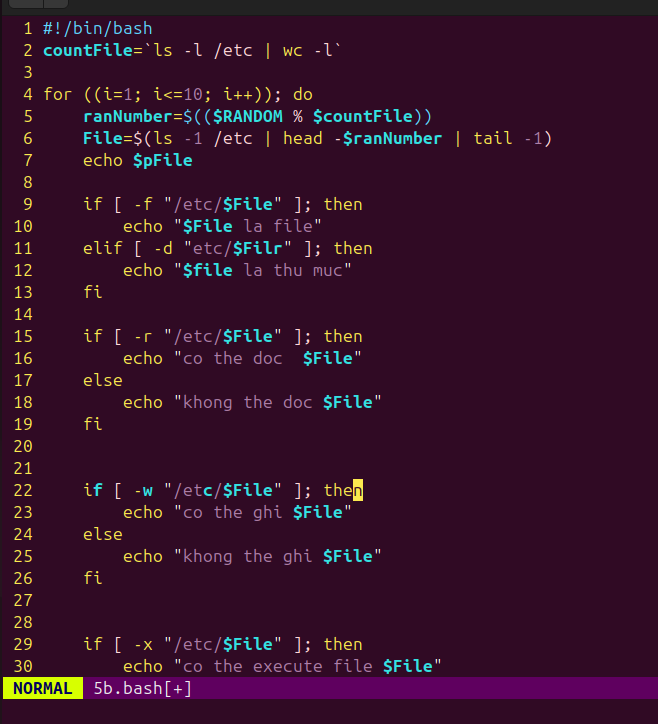 1 #!/bin/bash
2 countFile=`ls -l /etc | wc -l`
3
4 for ((i=1; i<=10; i++)); do
5     ranNumber=$(($RANDOM % $countFile))
6     File=$(ls -1 /etc | head -$ranNumber | tail -1)
7     echo $pFile
8
9     if [ -f "/etc/$File" ]; then
10         echo "$File la file"
11     elif [ -d "etc/$Filr" ]; then
12         echo "$file la thu muc"
13     fi
14
15     if [ -r "/etc/$File" ]; then
16         echo "co the doc  $File"
17     else
18         echo "khong the doc $File"
19     fi
20
21
22     if [ -w "/etc/$File" ]; then
23         echo "co the ghi $File"
24     else
25         echo "khong the ghi $File"
26     fi
27
28
29     if [ -x "/etc/$File" ]; then
30         echo "co the execute file $File"
NORMAL 5b.bash[+]